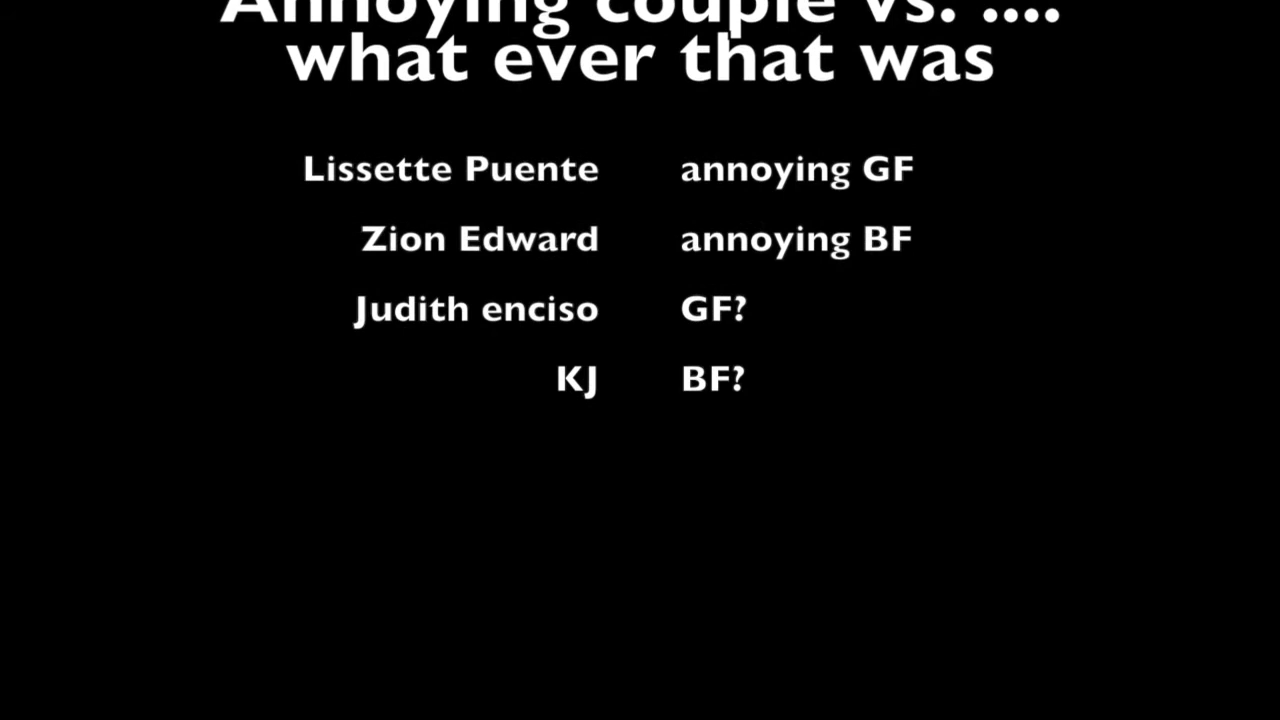 Annoying couple vs. ....
what ever that was
Lissette Puente annoying GF
Zion Edward annoying BF
Judith enciso GF?
KJ BF?